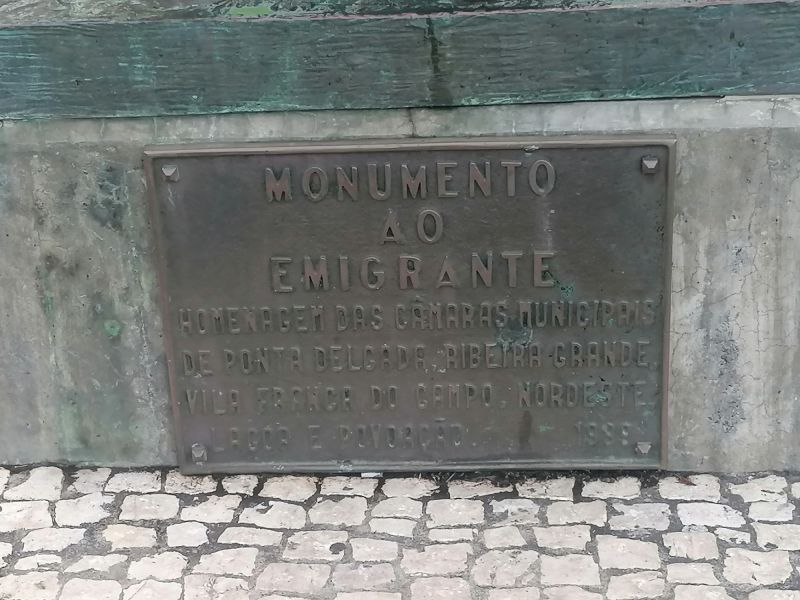 MONUMENTO
AO
EMIGRANTE
HOMENAGEM DAS CÂMARAS MUNICIPAIS
DE PONTA DELGADA, RIBEIRA GRANDE,
VILA FRANCA DO CAMPO, NORDESTE
LAGOA E POVOAÇÃO.